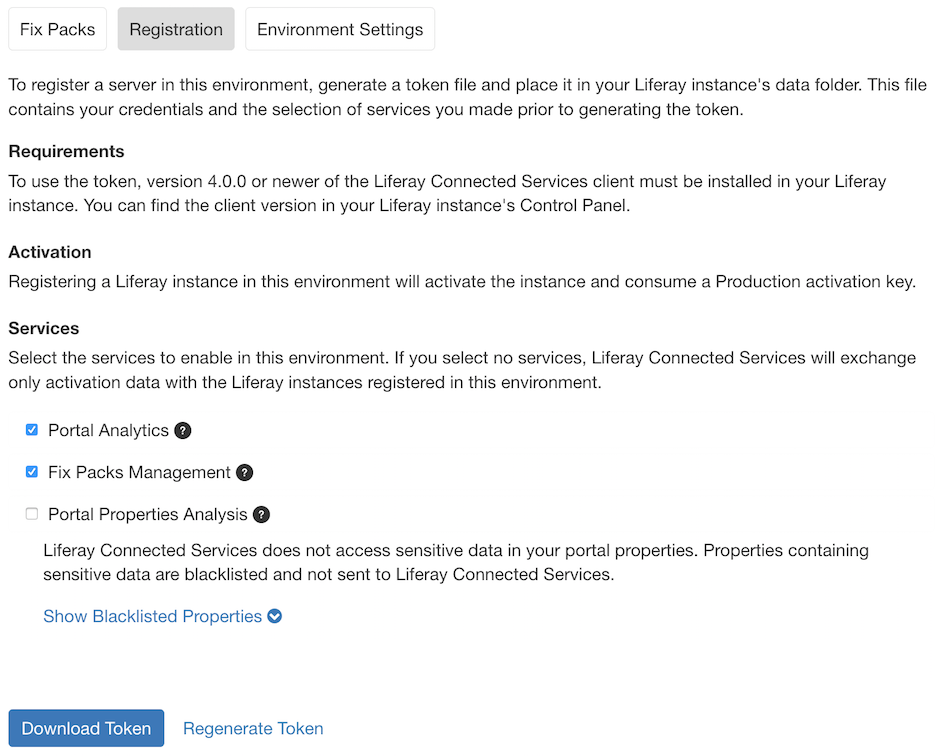 Fix Packs Registration Environment Settings
To register a server in this environment, generate a token file and place it in your Liferay instance's data folder. This file
contains your credentials and the selection of services you made prior to generating the token.
Requirements
To use the token, version 4.0.0 or newer of the Liferay Connected Services client must be installed in your Liferay
instance. You can find the client version in your Liferay instance's Control Panel.
Activation
Registering a Liferay instance in this environment will activate the instance and consume a Production activation key.
Services
Select the services to enable in this environment. If you select no services, Liferay Connected Services will exchange
only activation data with the Liferay instances registered in this environment.
Portal Analytics ?
Fix Packs Management ?
Portal Properties Analysis ?
Liferay Connected Services does not access sensitive data in your portal properties. Properties containing
sensitive data are blacklisted and not sent to Liferay Connected Services.
Show Blacklisted Properties
Download Token Regenerate Token